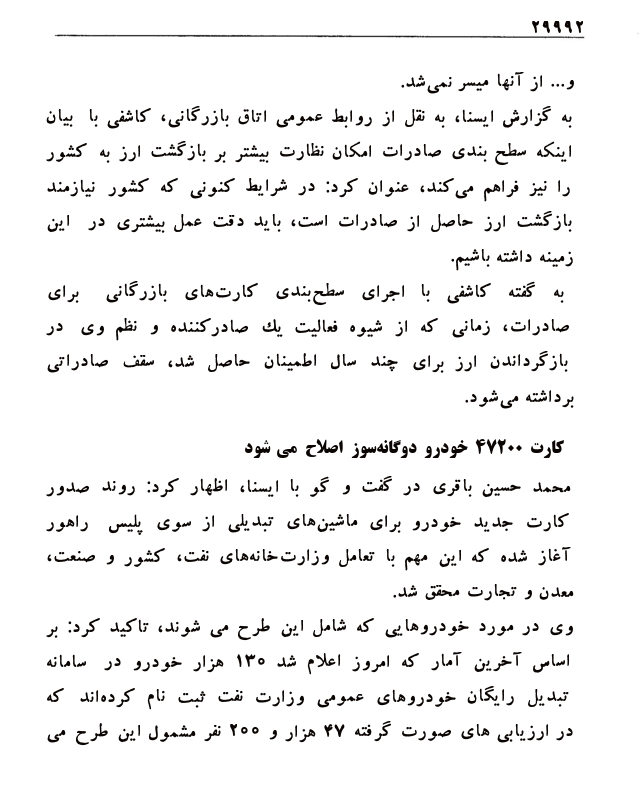 ۲۹۹۹۲
و... از آنها میسر نمی‌شد.
به گزارش ایسنا، به نقل از روابط عمومی اتاق بازرگانی، کاشفی با بیان
اینکه سطح بندی صادرات امکان نظارت بیشتر بر بازگشت ارز به کشور
را نیز فراهم می‌کند، عنوان کرد: در شرایط کنونی که کشور نیازمند
بازگشت ارز حاصل از صادرات است، باید دقت عمل بیشتری در این
زمینه داشته باشیم.
به گفته کاشفی با اجرای سطح‌بندی کارت‌های بازرگانی برای
صادرات، زمانی که از شیوه فعالیت یك صادرکننده و نظم وی در
بازگرداندن ارز برای چند سال اطمینان حاصل شد، سقف صادراتی
برداشته می‌شود.
کارت ۴۷۲۰۰ خودرو دوگانه‌سوز اصلاح می شود
محمد حسین باقری در گفت و گو با ایسنا، اظهار کرد: روند صدور
کارت جدید خودرو برای ماشین‌های تبدیلی از سوی پلیس راهور
آغاز شده که این مهم با تعامل وزارت‌خانه‌های نفت، کشور و صنعت،
معدن و تجارت محقق شد.
وی در مورد خودروهایی که شامل این طرح می شوند، تاکید کرد: بر
اساس آخرین آمار که امروز اعلام شد ۱۳۰ هزار خودرو در سامانه
تبدیل رایگان خودروهای عمومی وزارت نفت ثبت نام کرده‌اند که
در ارزیابی های صورت گرفته ۴۷ هزار و ۲۰۰ نفر مشمول این طرح می